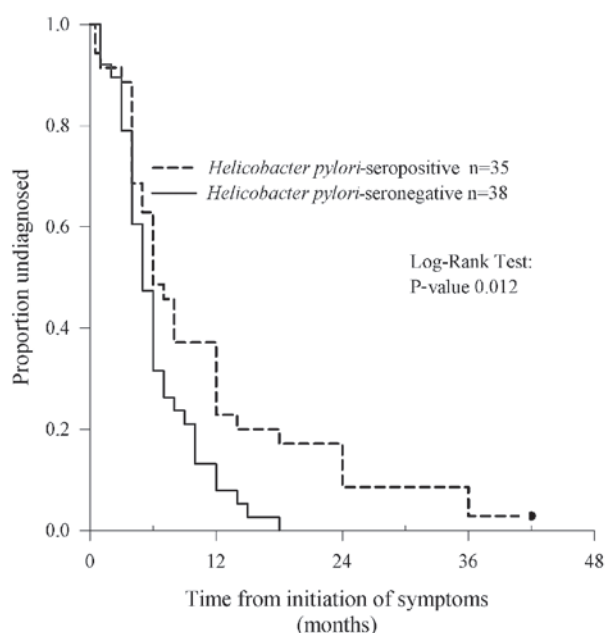 1.0
0.8
0.6
0.4
0.2
0.0
Proportion undiagnosed
Helicobacter pylori-seropositive n=35
Helicobacter pylori-seronegative n=38
Log-Rank Test:
P-value 0.012
0 12 24 36 48
Time from initiation of symptoms
(months)